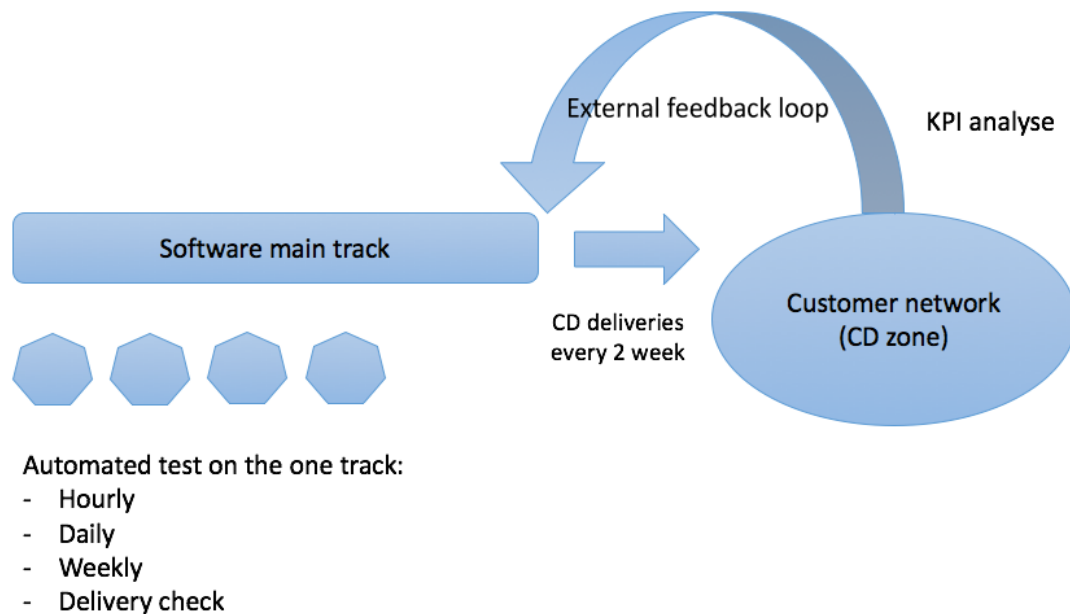 External feedback loop
KPI analyse
Software main track
CD deliveries
every 2 week
Customer network
(CD zone)
Automated test on the one track:
- Hourly
- Daily
- Weekly
- Delivery check